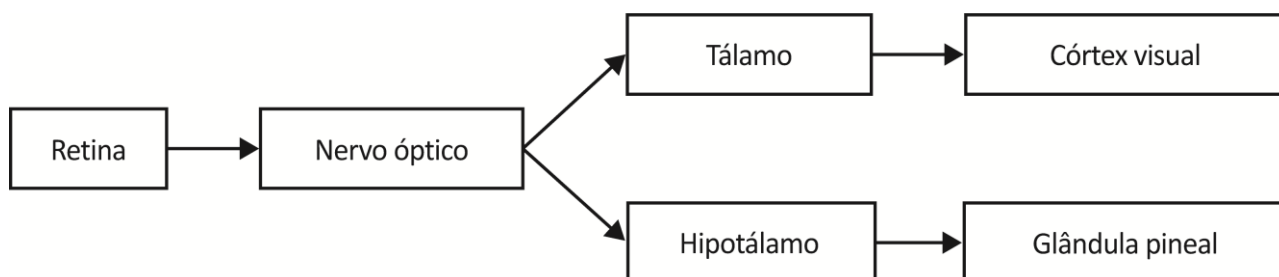 Tálamo
Córtex visual
Retina
Nervo óptico
Hipotálamo
Glândula pineal